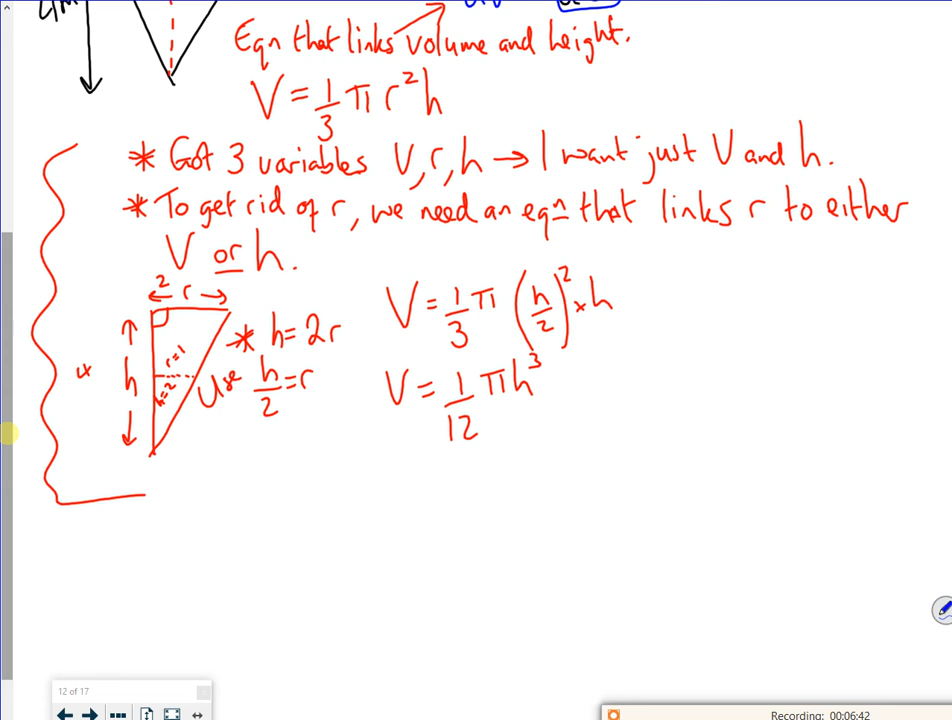 Eqn that links volume and height.
V = 1/3 π r² h
* Got 3 variables V, r, h → I want just V and h.
* To get rid of r, we need an eqn that links r to either
V or h.
2
r
4
h
r=1
h=2
* h = 2r
Use h/2 = r
V = 1/3 π (h/2)² × h
V = 1/12 π h³
12 of 17
Recording: 00:06:42